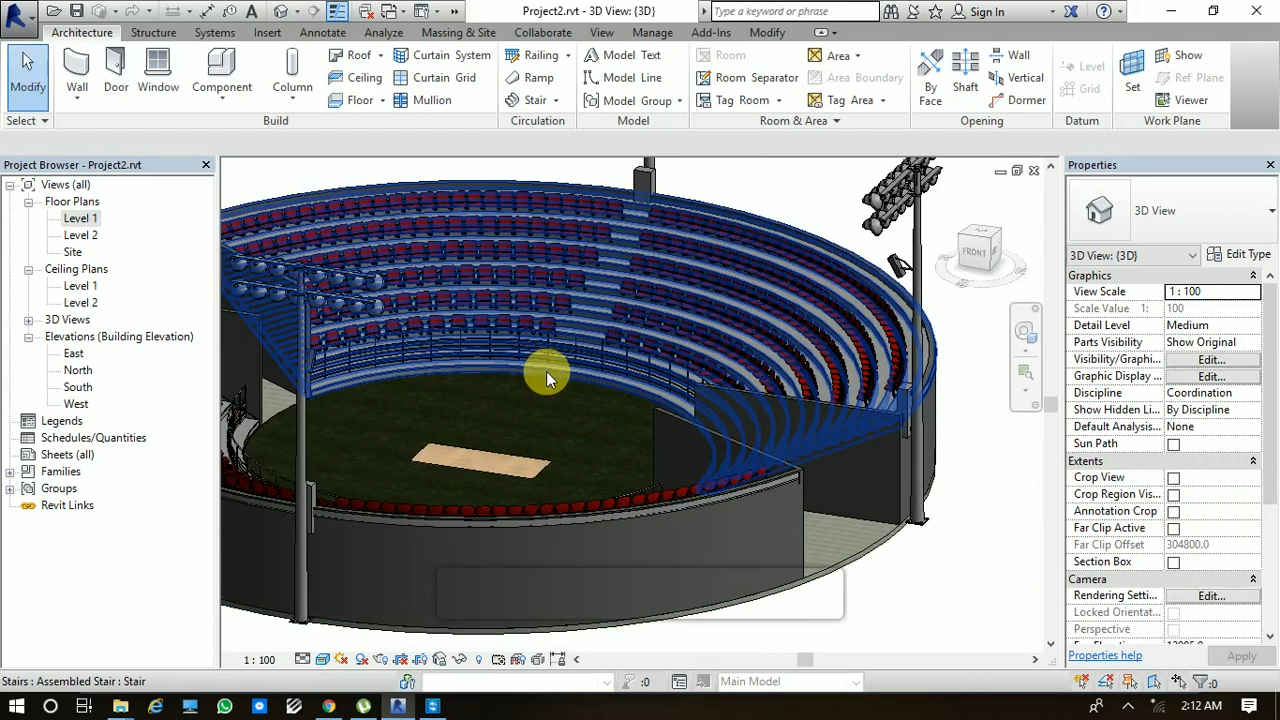 Project2.rvt - 3D View: {3D}
Type a keyword or phrase
Sign In
Architecture Structure Systems Insert Annotate Analyze Massing & Site Collaborate View Manage Add-Ins Modify
Modify
Wall
Door
Window
Component
Column
Roof
Ceiling
Floor
Curtain System
Curtain Grid
Mullion
Railing
Ramp
Stair
Model Text
Model Line
Model Group
Room
Room Separator
Tag Room
Area
Area Boundary
Tag Area
By Face
Shaft
Wall
Vertical
Dormer
Level
Grid
Set
Show
Ref Plane
Viewer
Select Build Circulation Model Room & Area Opening Datum Work Plane
Project Browser - Project2.rvt
Views (all)
Floor Plans
Level 1
Level 2
Site
Ceiling Plans
Level 1
Level 2
3D Views
Elevations (Building Elevation)
East
North
South
West
Legends
Schedules/Quantities
Sheets (all)
Families
Groups
Revit Links
FRONT
Properties
3D View
3D View: {3D} Edit Type
Graphics
View Scale 1 : 100
Scale Value 1: 100
Detail Level Medium
Parts Visibility Show Original
Visibility/Graphi... Edit...
Graphic Display ... Edit...
Discipline Coordination
Show Hidden Li... By Discipline
Default Analysis... None
Sun Path
Extents
Crop View
Crop Region Vis...
Annotation Crop
Far Clip Active
Far Clip Offset 304800.0
Section Box
Camera
Rendering Setti... Edit...
Locked Orientat...
Perspective
Properties help Apply
1 : 100
Stairs : Assembled Stair : Stair
:0
Main Model
:0
2:12 AM